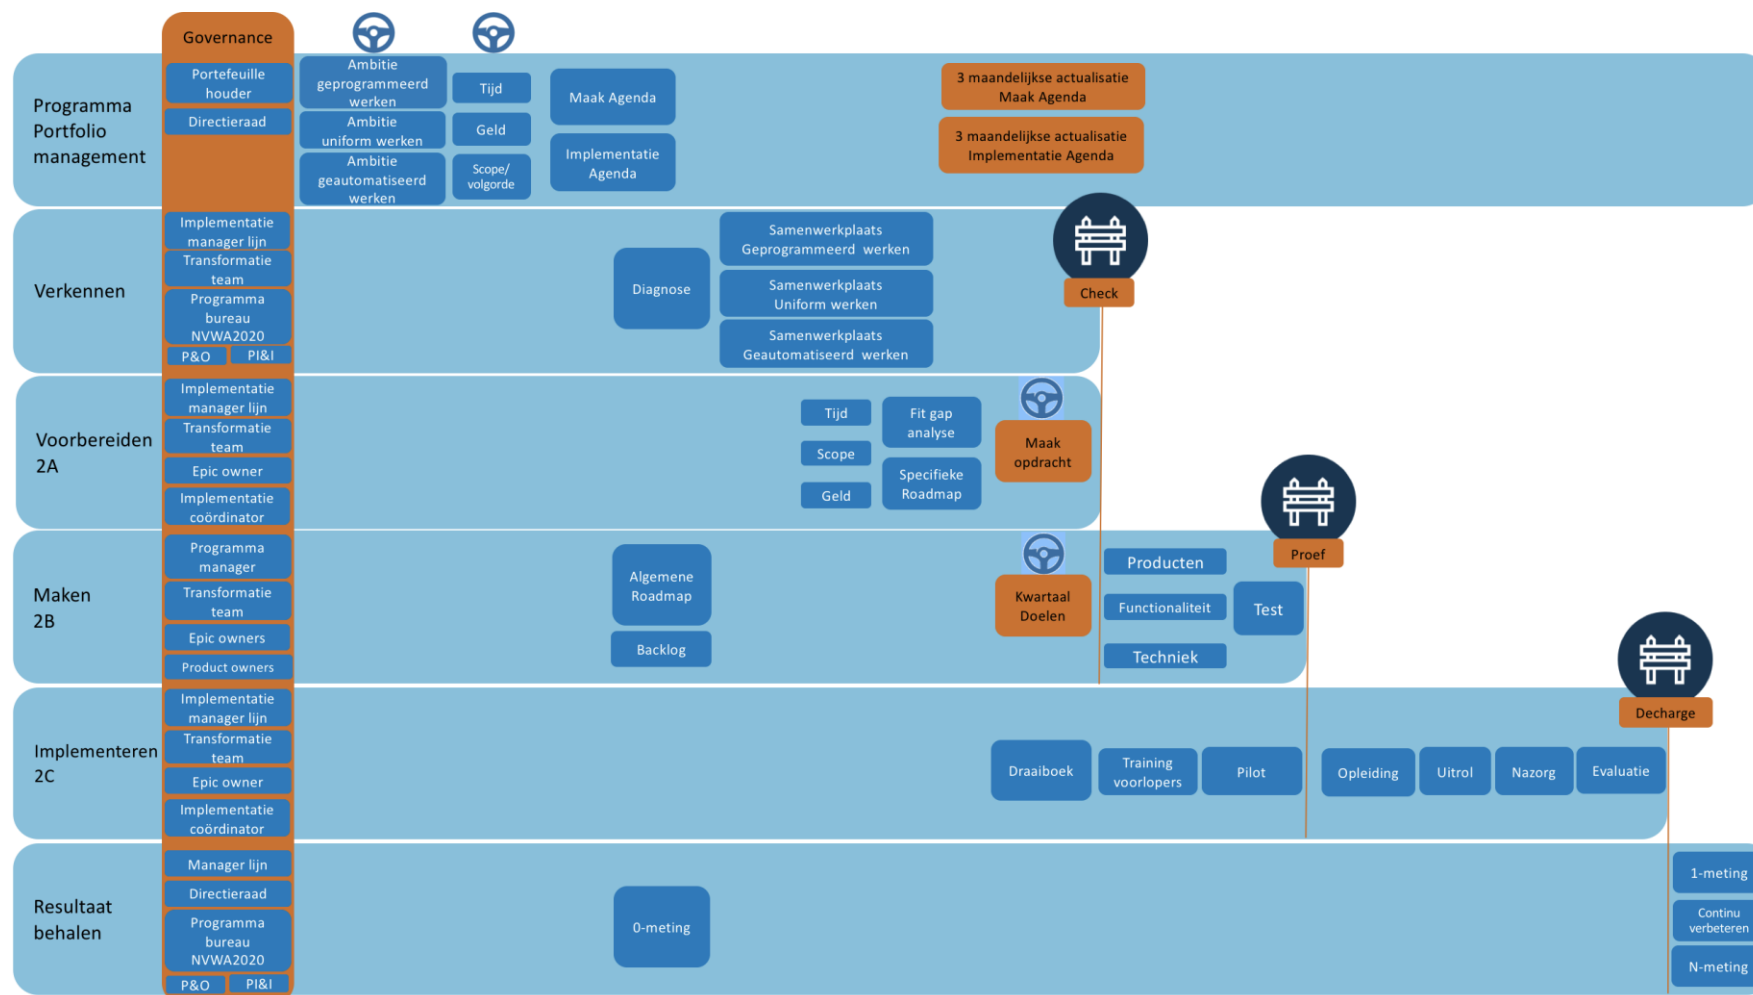 Governance
Programma
Portfolio
management
Portefeuille
houder
Directieraad
Ambitie
geprogrammeerd
werken
Ambitie
uniform werken
Ambitie
geautomatiseerd
werken
Tijd
Geld
Scope/
volgorde
Maak Agenda
Implementatie
Agenda
3 maandelijkse actualisatie
Maak Agenda
3 maandelijkse actualisatie
Implementatie Agenda
Verkennen
Implementatie
manager lijn
Transformatie
team
Programma
bureau
NVWA2020
P&O
PI&I
Diagnose
Samenwerkplaats
Geprogrammeerd werken
Samenwerkplaats
Uniform werken
Samenwerkplaats
Geautomatiseerd werken
Check
Voorbereiden
2A
Implementatie
manager lijn
Transformatie
team
Epic owner
Implementatie
coördinator
Tijd
Scope
Geld
Fit gap
analyse
Specifieke
Roadmap
Maak
opdracht
Maken
2B
Programma
manager
Transformatie
team
Epic owners
Product owners
Algemene
Roadmap
Backlog
Kwartaal
Doelen
Producten
Functionaliteit
Techniek
Test
Proef
Implementeren
2C
Implementatie
manager lijn
Transformatie
team
Epic owner
Implementatie
coördinator
Draaiboek
Training
voorlopers
Pilot
Opleiding
Uitrol
Nazorg
Evaluatie
Decharge
Resultaat
behalen
Manager lijn
Directieraad
Programma
bureau
NVWA2020
P&O
PI&I
0-meting
1-meting
Continu
verbeteren
N-meting